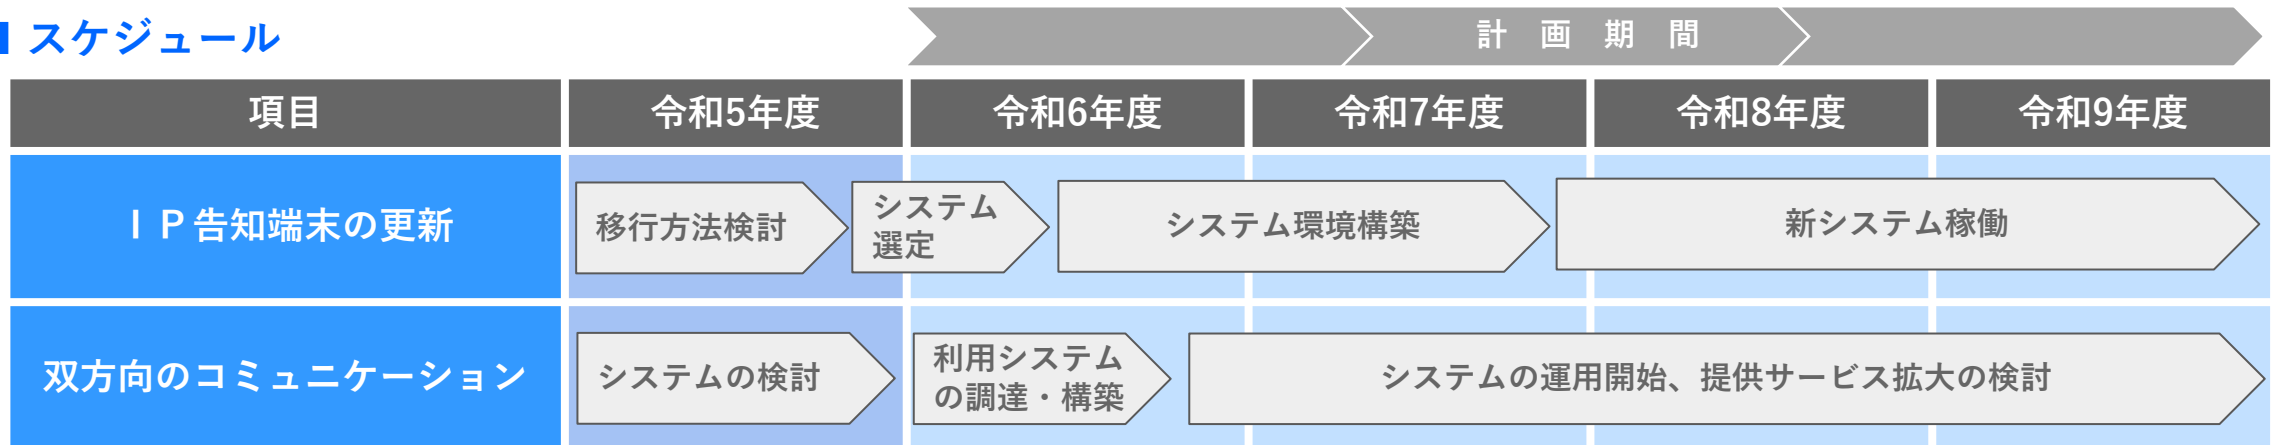 スケジュール
計 画 期 間
項目 令和5年度 令和6年度 令和7年度 令和8年度 令和9年度
ＩＰ告知端末の更新
移行方法検討
システム
選定
システム環境構築
新システム稼働
双方向のコミュニケーション
システムの検討
利用システム
の調達・構築
システムの運用開始、提供サービス拡大の検討